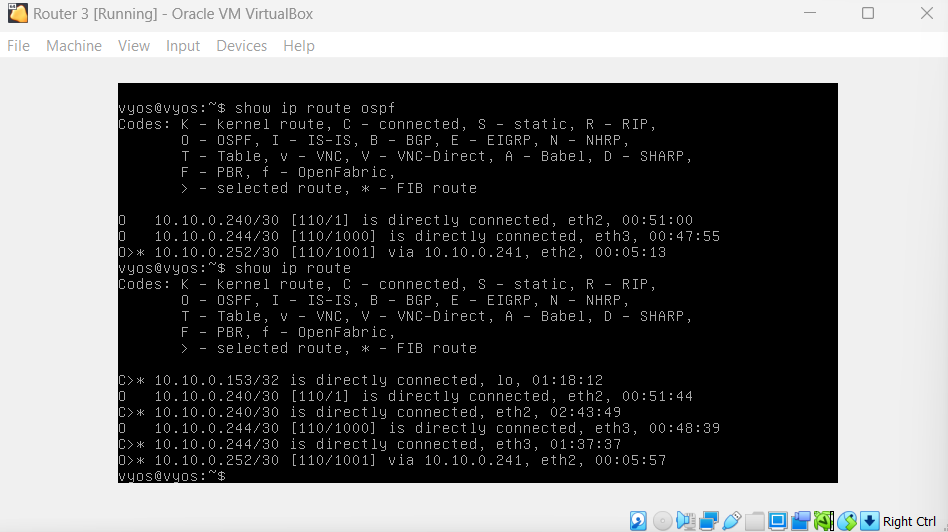 Router 3 [Running] - Oracle VM VirtualBox
File Machine View Input Devices Help
vyos@vyos:~$ show ip route ospf
Codes: K - kernel route, C - connected, S - static, R - RIP,
       O - OSPF, I - IS-IS, B - BGP, E - EIGRP, N - NHRP,
       T - Table, v - VNC, V - VNC-Direct, A - Babel, D - SHARP,
       F - PBR, f - OpenFabric,
       > - selected route, * - FIB route
O   10.10.0.240/30 [110/1] is directly connected, eth2, 00:51:00
O   10.10.0.244/30 [110/1000] is directly connected, eth3, 00:47:55
O>* 10.10.0.252/30 [110/1001] via 10.10.0.241, eth2, 00:05:13
vyos@vyos:~$ show ip route
Codes: K - kernel route, C - connected, S - static, R - RIP,
       O - OSPF, I - IS-IS, B - BGP, E - EIGRP, N - NHRP,
       T - Table, v - VNC, V - VNC-Direct, A - Babel, D - SHARP,
       F - PBR, f - OpenFabric,
       > - selected route, * - FIB route
C>* 10.10.0.153/32 is directly connected, lo, 01:18:12
O   10.10.0.240/30 [110/1] is directly connected, eth2, 00:51:44
C>* 10.10.0.240/30 is directly connected, eth2, 02:43:49
O   10.10.0.244/30 [110/1000] is directly connected, eth3, 00:48:39
C>* 10.10.0.244/30 is directly connected, eth3, 01:37:37
O>* 10.10.0.252/30 [110/1001] via 10.10.0.241, eth2, 00:05:57
vyos@vyos:~$
Right Ctrl